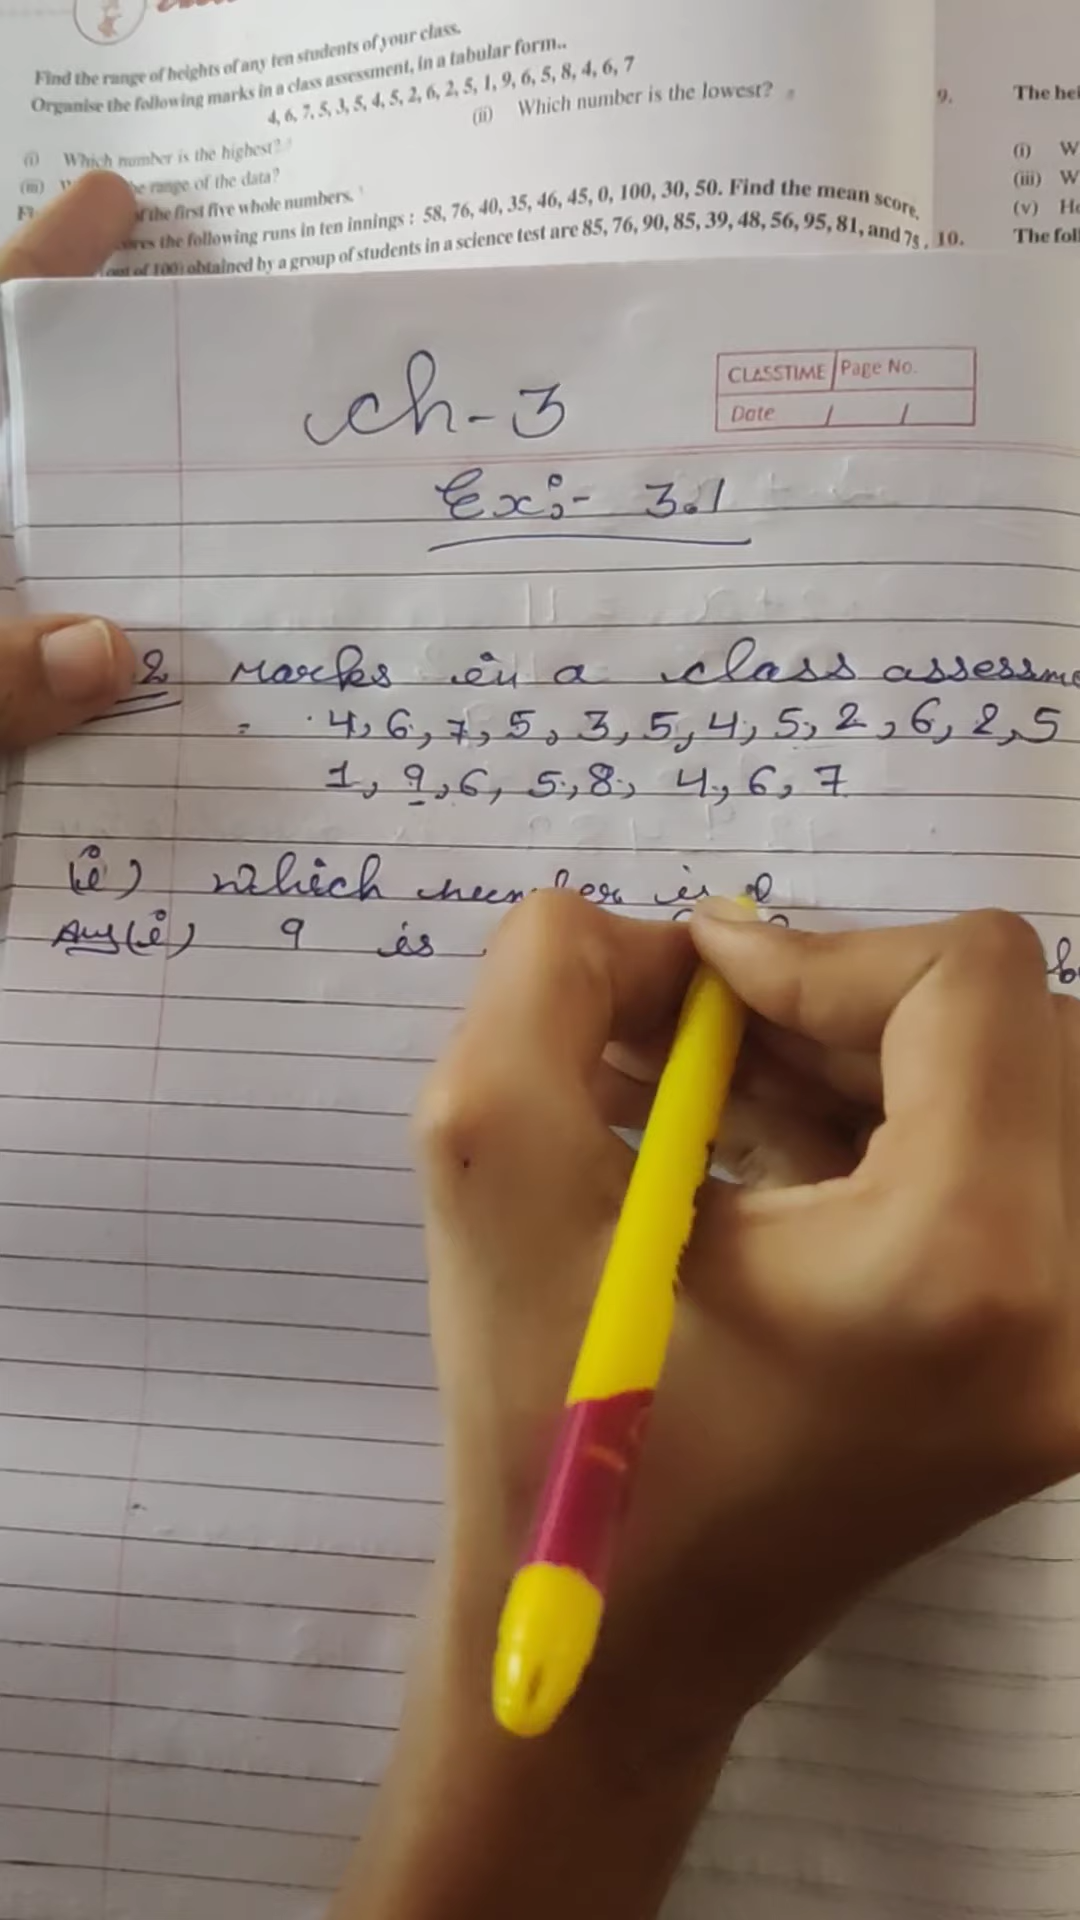 Find the range of heights of any ten students of your class.
Organise the following marks in a class assessment, in a tabular form..
4, 6, 7, 5, 3, 5, 4, 5, 2, 6, 2, 5, 1, 9, 6, 5, 8, 4, 6, 7
(i) Which number is the highest?
(ii) Which number is the lowest?
(iii) range of the data?
of the first five whole numbers.
the following runs in ten innings : 58, 76, 40, 35, 46, 45, 0, 100, 30, 50. Find the mean score.
out of 100) obtained by a group of students in a science test are 85, 76, 90, 85, 39, 48, 56, 95, 81, and 75.
9. The
(i) W
(iii) W
(v)
10. The
CLASSTIME Page No.
Date / /
Ch-3
Ex:- 3.1
2 Marks in a class
= 4, 6, 7, 5, 3, 5, 4, 5, 2, 6, 2, 5
1, 9, 6, 5, 8, 4, 6, 7
(i) Which number is
Ans(i) 9 is